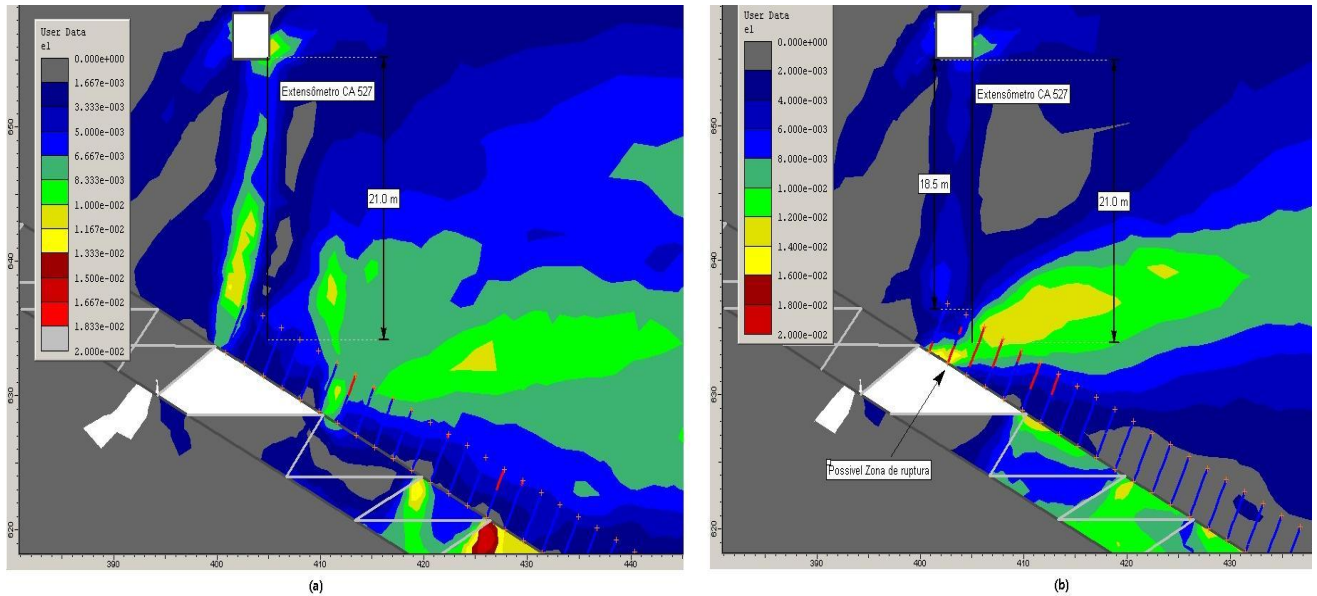 User Data
e1
0.000e+000
1.667e-002
3.333e-003
5.000e-003
6.667e-003
8.333e-003
1.000e-002
1.167e-002
1.333e-002
1.500e-002
1.667e-002
1.833e-002
2.000e-002
Extensômetro CA 527
21.0 m
650
640
630
620
390
400
410
420
430
440
(a)
User Data
e1
0.000e+000
2.000e-003
4.000e-003
6.000e-003
8.000e-003
1.000e-002
1.200e-002
1.400e-002
1.600e-002
1.800e-002
2.000e-002
Extensômetro CA 527
18.5 m
21.0 m
Possivel Zona de ruptura
650
640
630
620
390
400
410
420
430
(b)